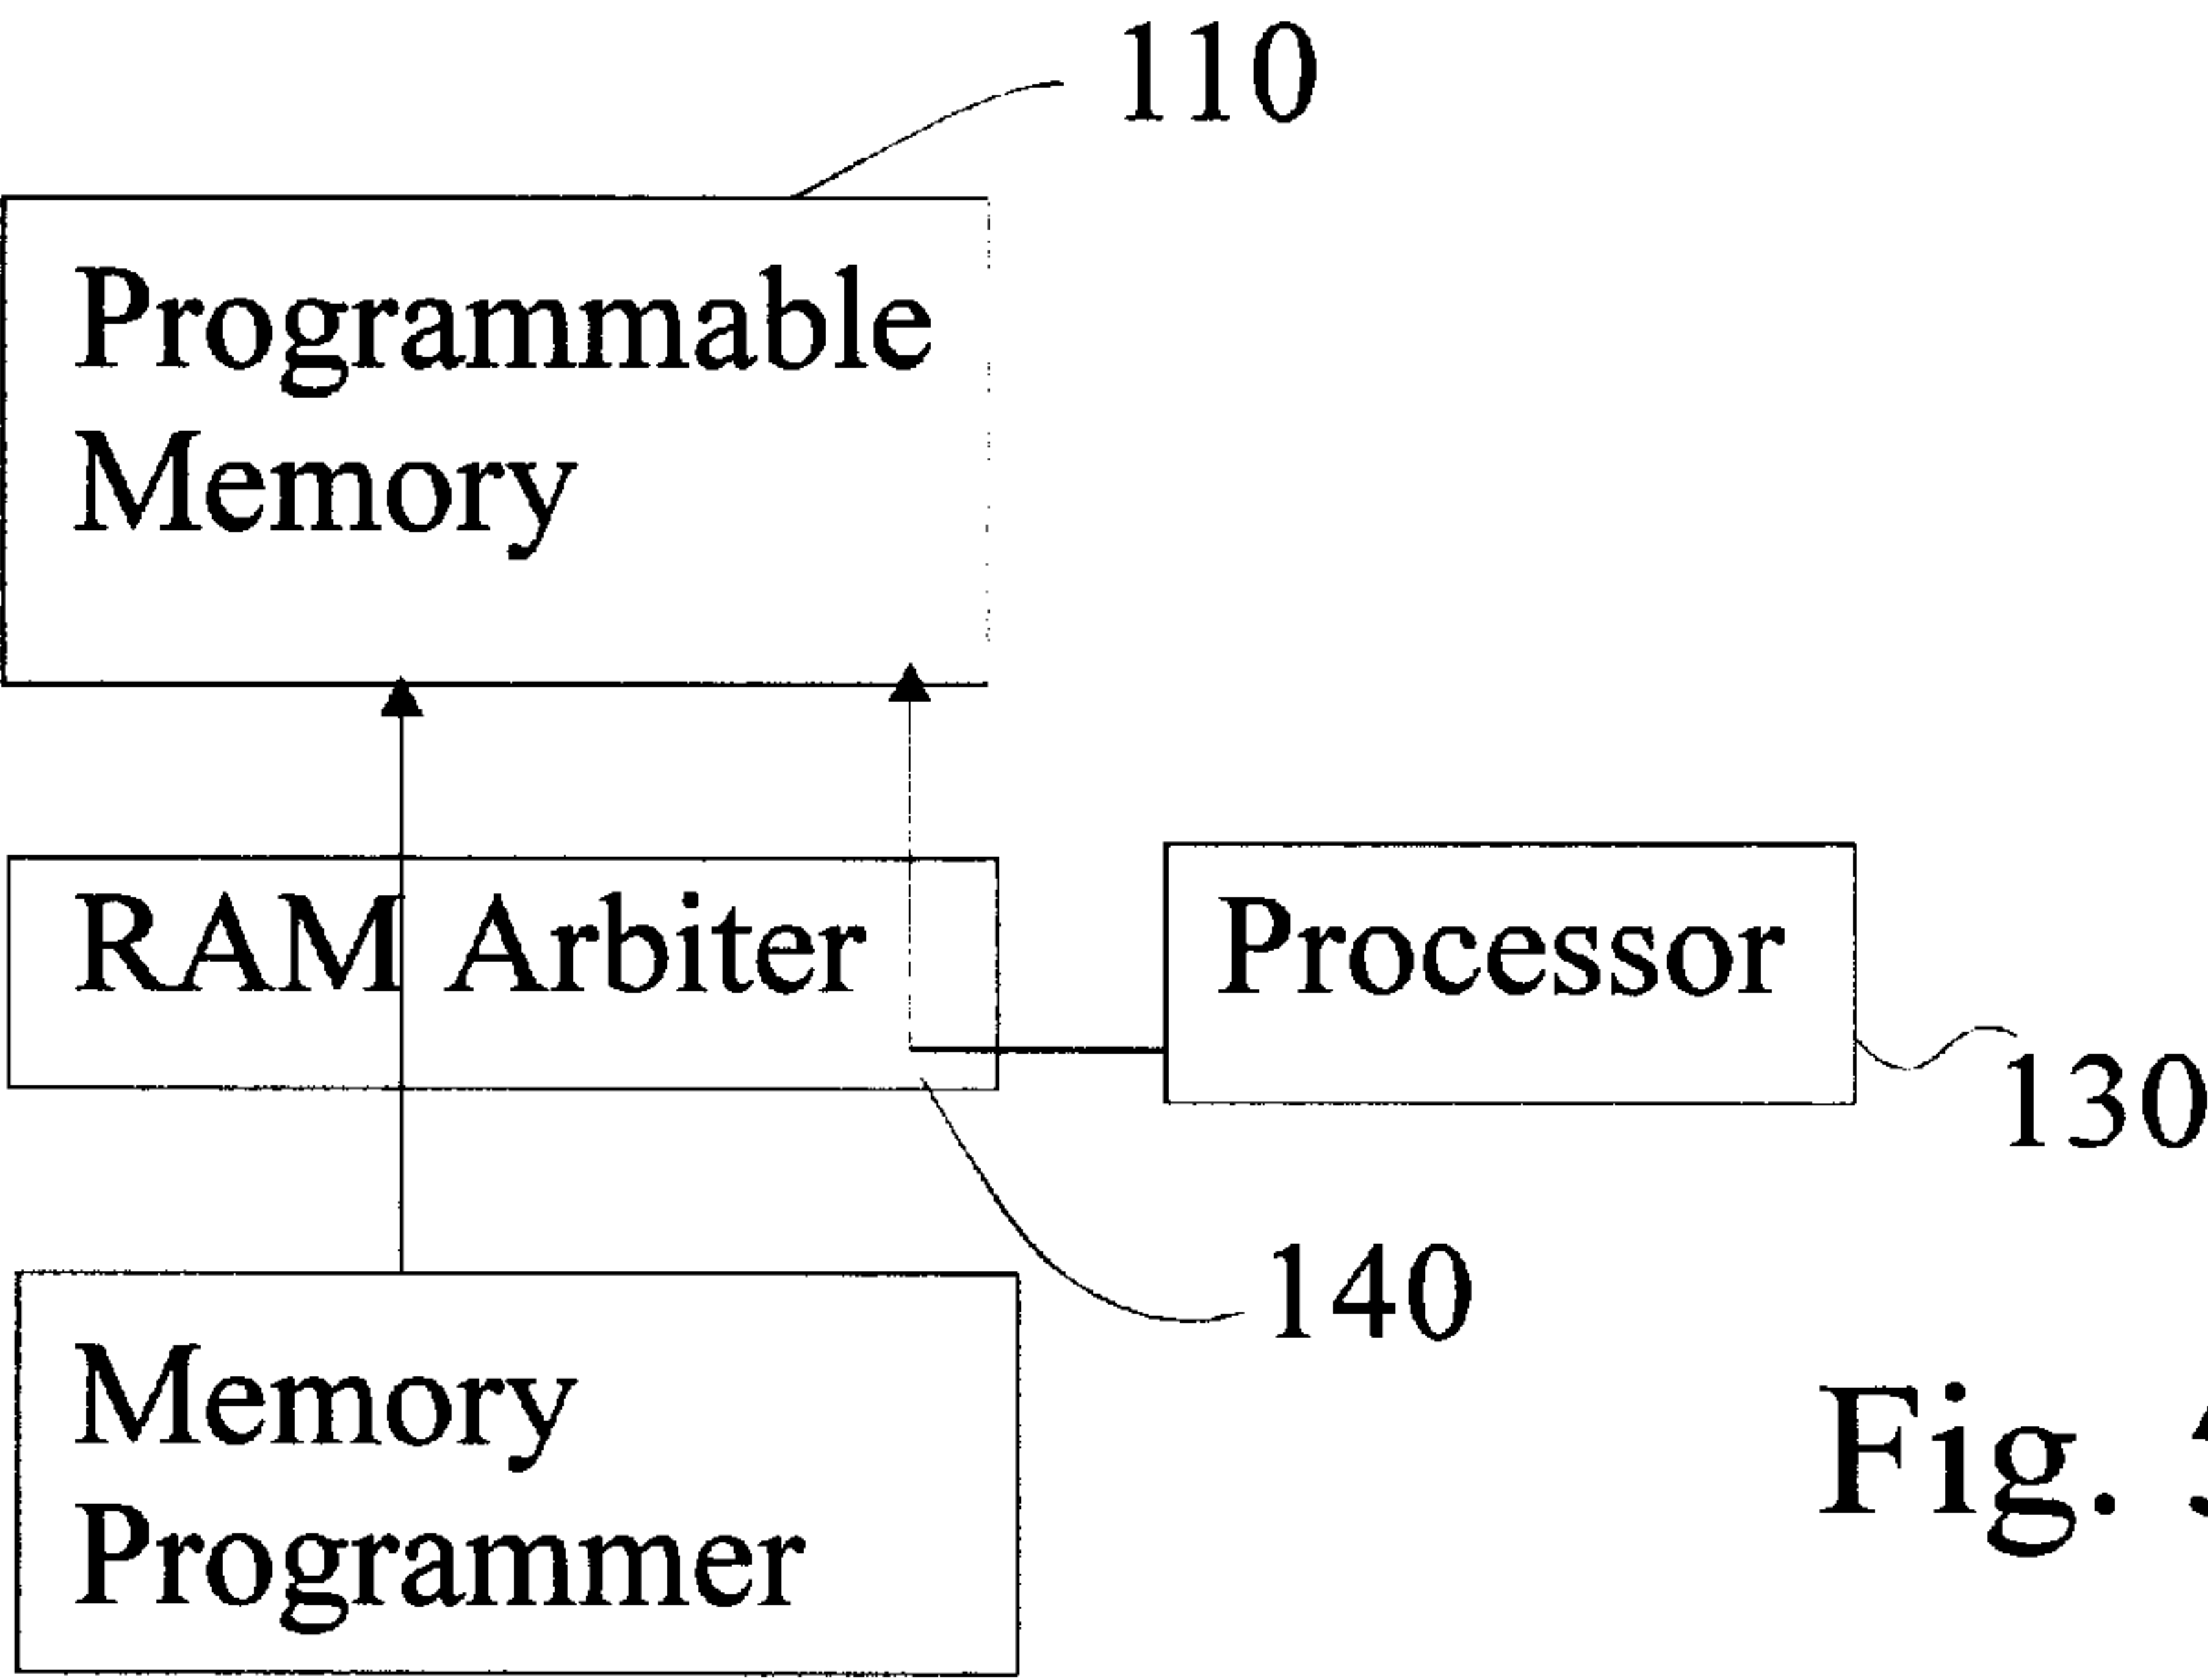 110
Programmable
Memory
RAM Arbiter
Processor
130
140
Memory
Programmer
Fig.